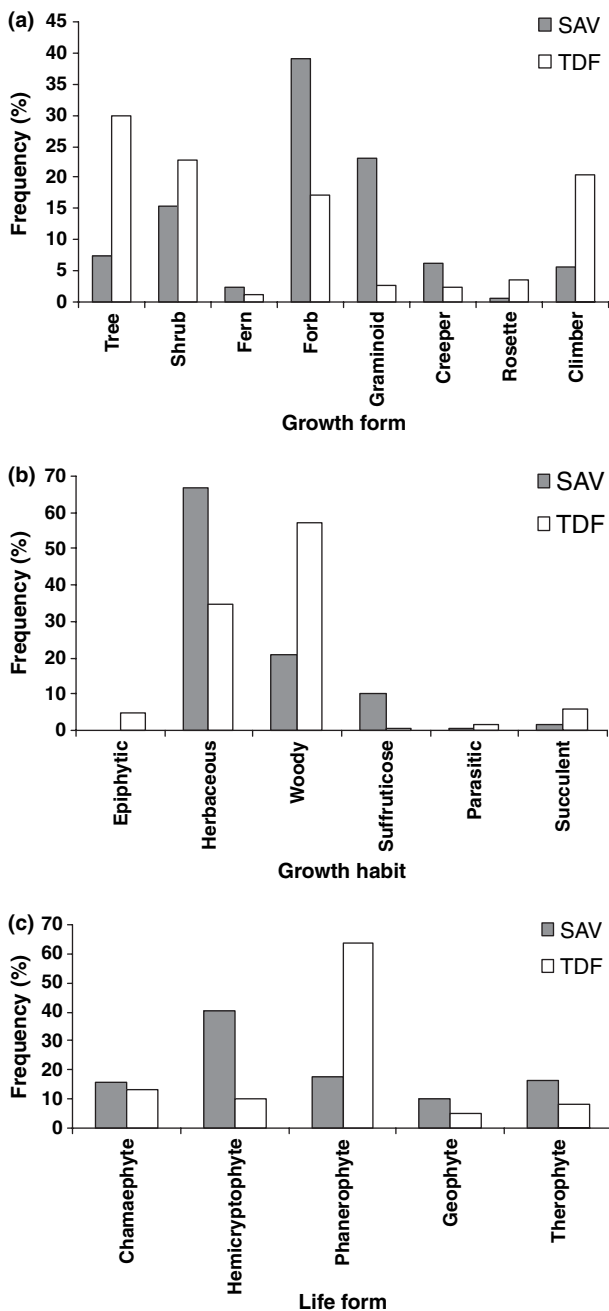 (a)
SAV
TDF
Frequency (%)
45
40
35
30
25
20
15
10
5
0
Tree
Shrub
Fern
Forb
Graminoid
Creeper
Rosette
Climber
Growth form
(b)
SAV
TDF
Frequency (%)
70
60
50
40
30
20
10
0
Epiphytic
Herbaceous
Woody
Suffruticose
Parasitic
Succulent
Growth habit
(c)
SAV
TDF
Frequency (%)
70
60
50
40
30
20
10
0
Chamaephyte
Hemicryptophyte
Phanerophyte
Geophyte
Therophyte
Life form